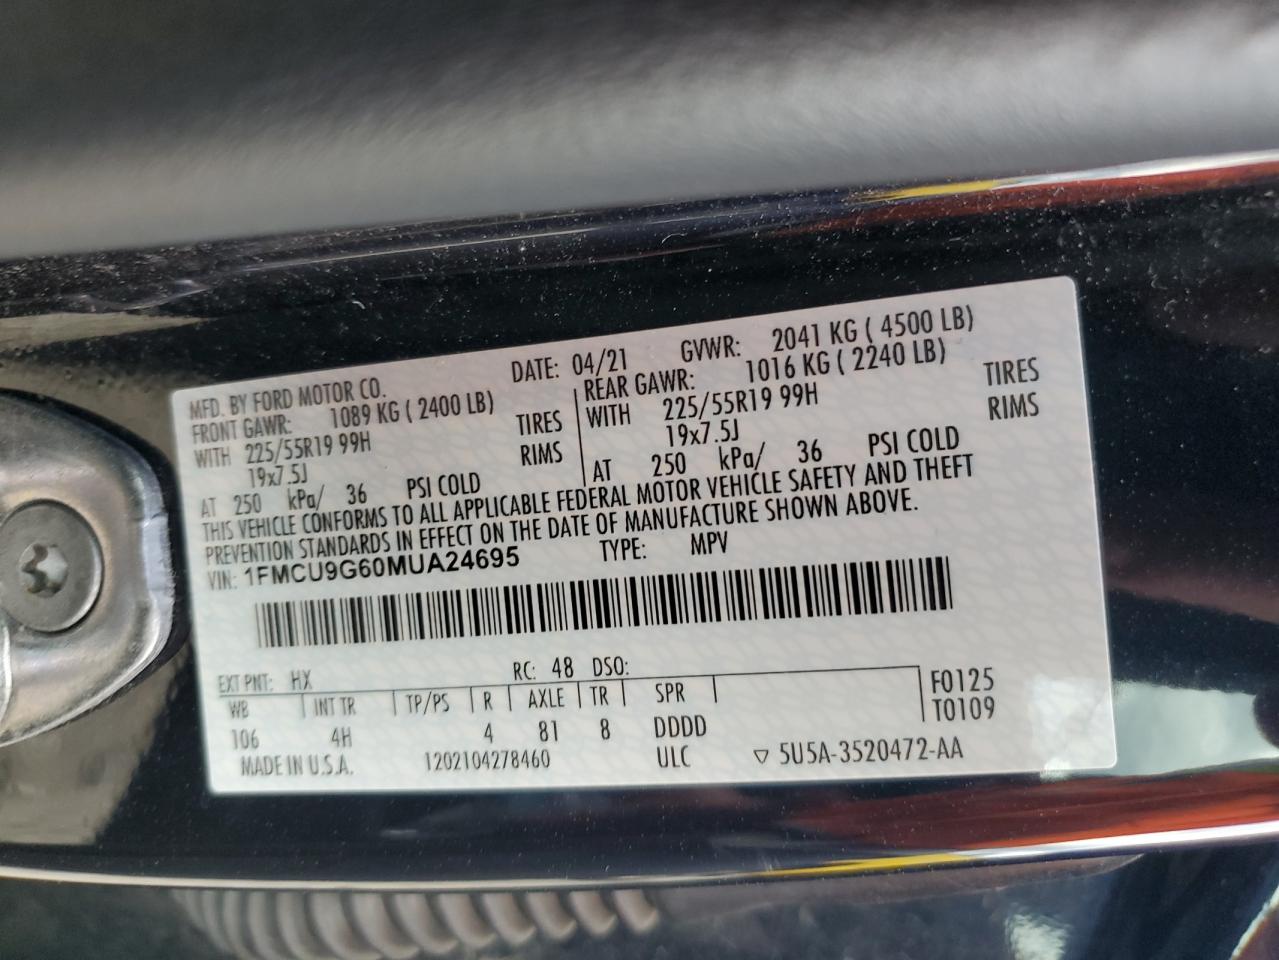 MFD. BY FORD MOTOR CO. DATE: 04/21 GVWR: 2041 KG ( 4500 LB)
FRONT GAWR: 1089 KG ( 2400 LB) REAR GAWR: 1016 KG ( 2240 LB)
WITH 225/55R19 99H TIRES WITH 225/55R19 99H TIRES
19x7.5J RIMS 19x7.5J RIMS
AT 250 kPa/ 36 PSI COLD AT 250 kPa/ 36 PSI COLD
THIS VEHICLE CONFORMS TO ALL APPLICABLE FEDERAL MOTOR VEHICLE SAFETY AND THEFT
PREVENTION STANDARDS IN EFFECT ON THE DATE OF MANUFACTURE SHOWN ABOVE.
VIN: 1FMCU9G60MUA24695 TYPE: MPV
EXT PNT: HX RC: 48 DSO:
WB INT TR TP/PS R AXLE TR SPR F0125
106 4H 4 81 8 DDDD T0109
MADE IN U.S.A. 1202104278460 ULC ▽ 5U5A-3520472-AA